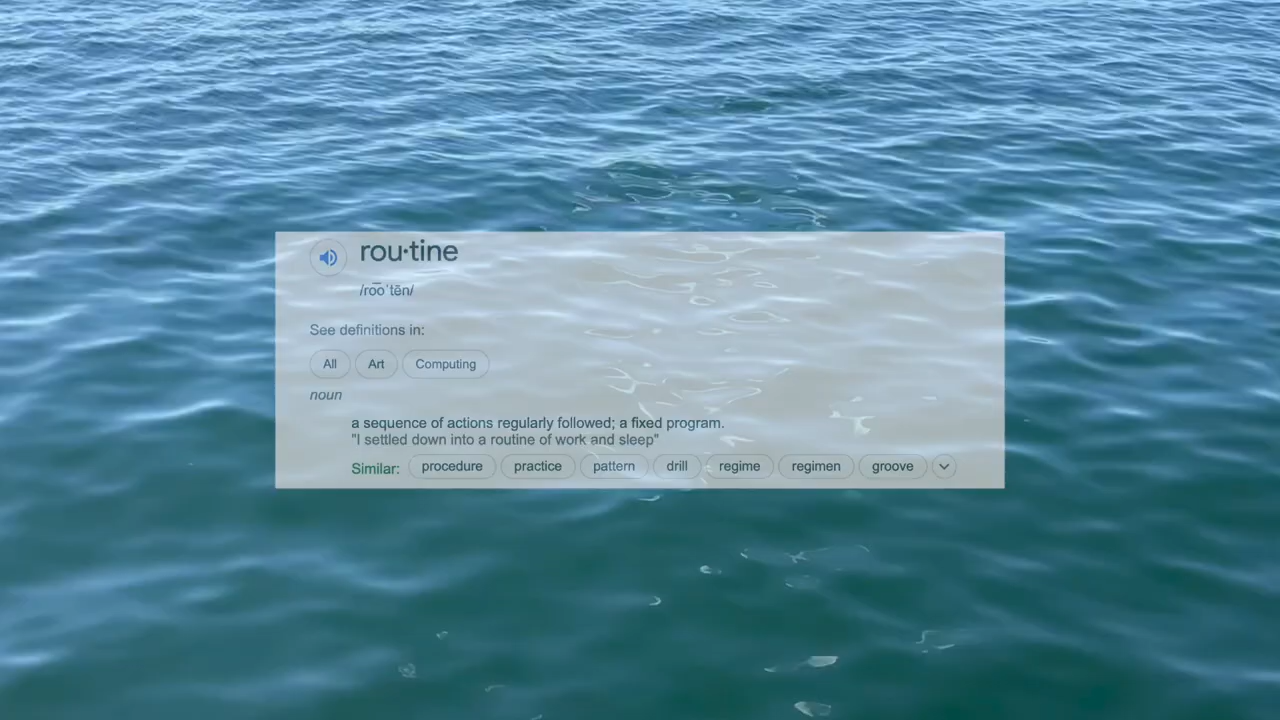 rou·tine
/ro͞oˈtēn/
See definitions in:
All Art Computing
noun
a sequence of actions regularly followed; a fixed program.
"I settled down into a routine of work and sleep"
Similar: procedure practice pattern drill regime regimen groove